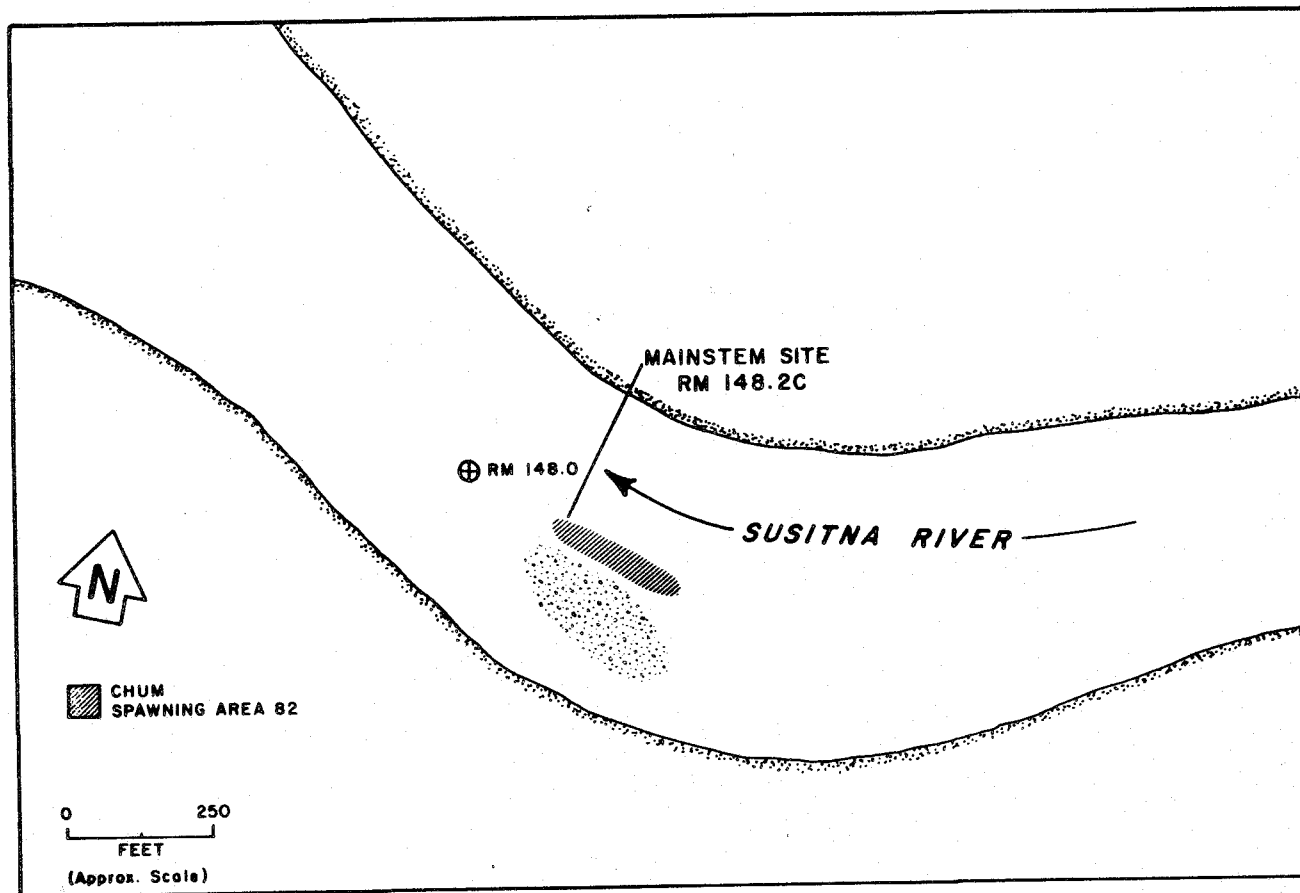 MAINSTEM SITE
RM 148.2C
RM 148.0
SUSITNA RIVER
N
CHUM
SPAWNING AREA 82
0 250
FEET
(Approx. Scale)